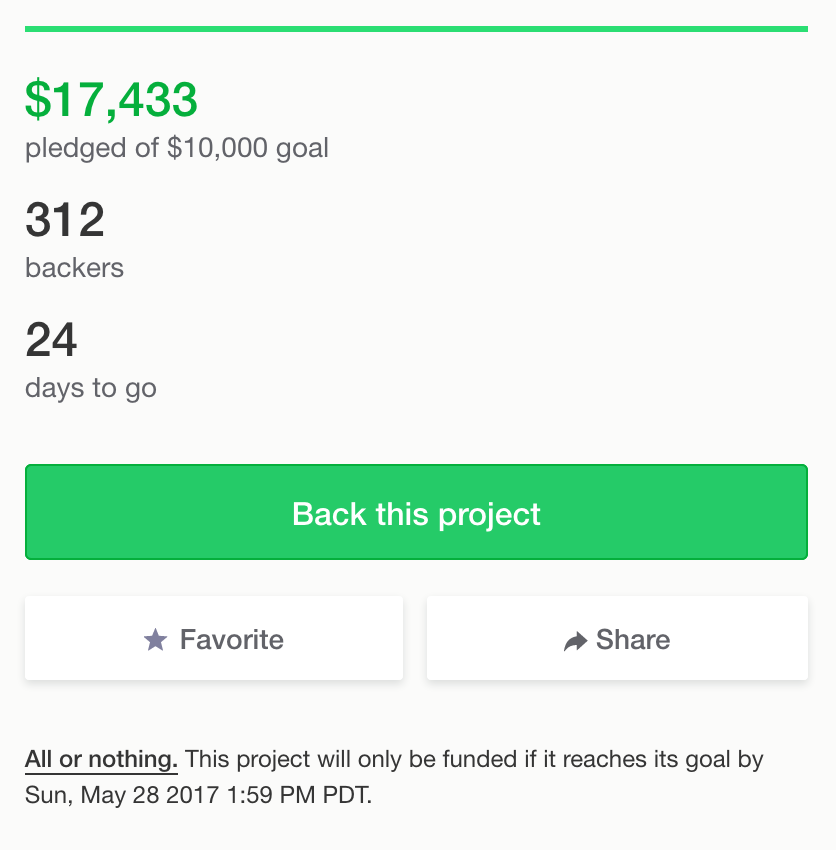 $17,433
pledged of $10,000 goal
312
backers
24
days to go
Back this project
Favorite
Share
All or nothing. This project will only be funded if it reaches its goal by
Sun, May 28 2017 1:59 PM PDT.